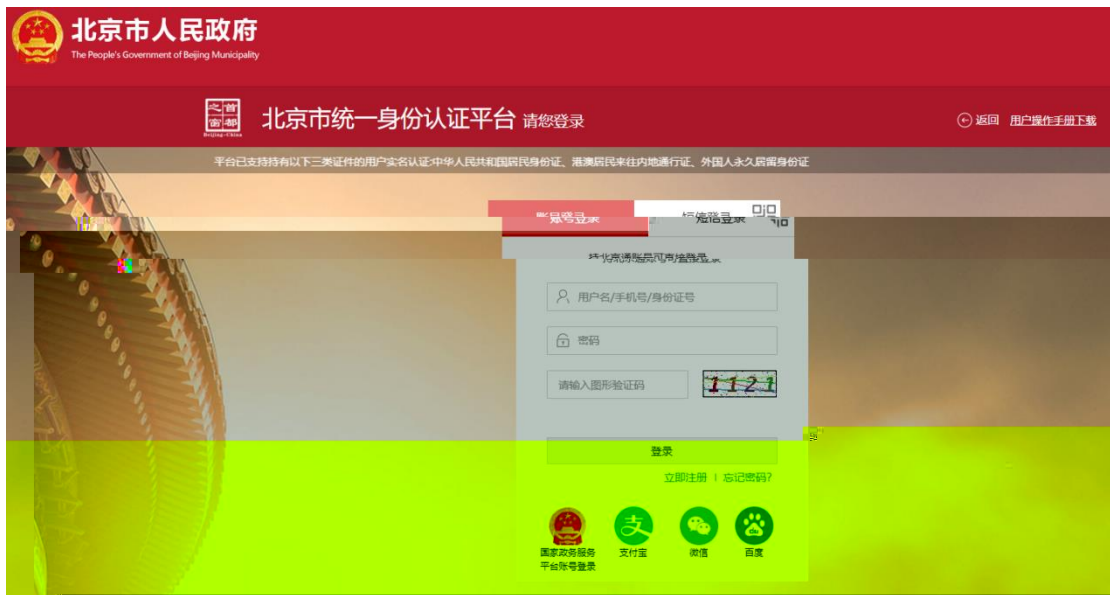 北京市人民政府
The People's Government of Beijing Municipality
首都之窗
Beijing-China
北京市统一身份认证平台 请您登录
返回 用户操作手册下载
平台已支持持有以下三类证件的用户实名认证:中华人民共和国居民身份证、港澳居民来往内地通行证、外国人永久居留身份证
账号登录 短信登录
用户名/手机号/身份证号
密码
请输入图形验证码 1121
登录
立即注册 | 忘记密码?
国家政务服务平台账号登录 支付宝 微信 百度